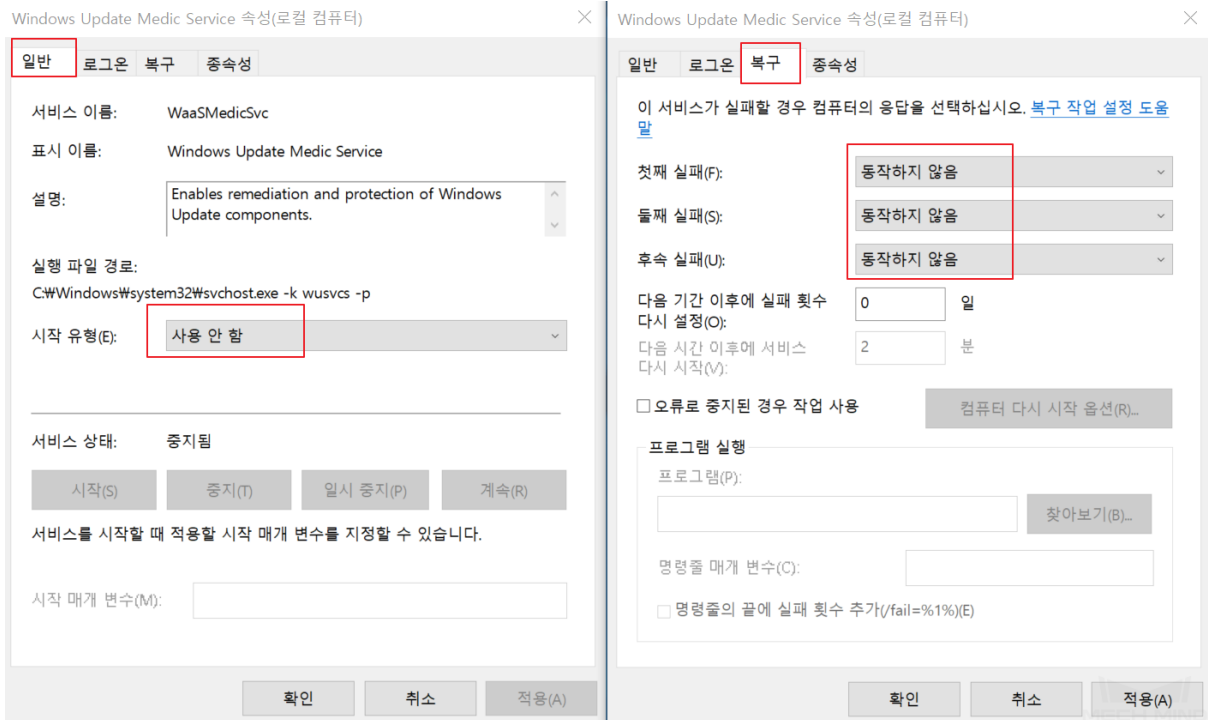 Windows Update Medic Service 속성(로컬 컴퓨터)
일반 로그온 복구 종속성
서비스 이름: WaaSMedicSvc
표시 이름: Windows Update Medic Service
설명: Enables remediation and protection of Windows
Update components.
실행 파일 경로:
C:₩Windows₩system32₩svchost.exe -k wusvcs -p
시작 유형(E): 사용 안 함
서비스 상태: 중지됨
시작(S) 중지(T) 일시 중지(P) 계속(R)
서비스를 시작할 때 적용할 시작 매개 변수를 지정할 수 있습니다.
시작 매개 변수(M):
확인 취소 적용(A)
Windows Update Medic Service 속성(로컬 컴퓨터)
일반 로그온 복구 종속성
이 서비스가 실패할 경우 컴퓨터의 응답을 선택하십시오. 복구 작업 설정 도움
말
첫째 실패(F): 동작하지 않음
둘째 실패(S): 동작하지 않음
후속 실패(U): 동작하지 않음
다음 기간 이후에 실패 횟수
다시 설정(O): 0 일
다음 시간 이후에 서비스
다시 시작(V): 2 분
오류로 중지된 경우 작업 사용 컴퓨터 다시 시작 옵션(R)...
프로그램 실행
프로그램(P):
찾아보기(B)...
명령줄 매개 변수(C):
명령줄의 끝에 실패 횟수 추가(/fail=%1%)(E)
확인 취소 적용(A)
MECH MIND